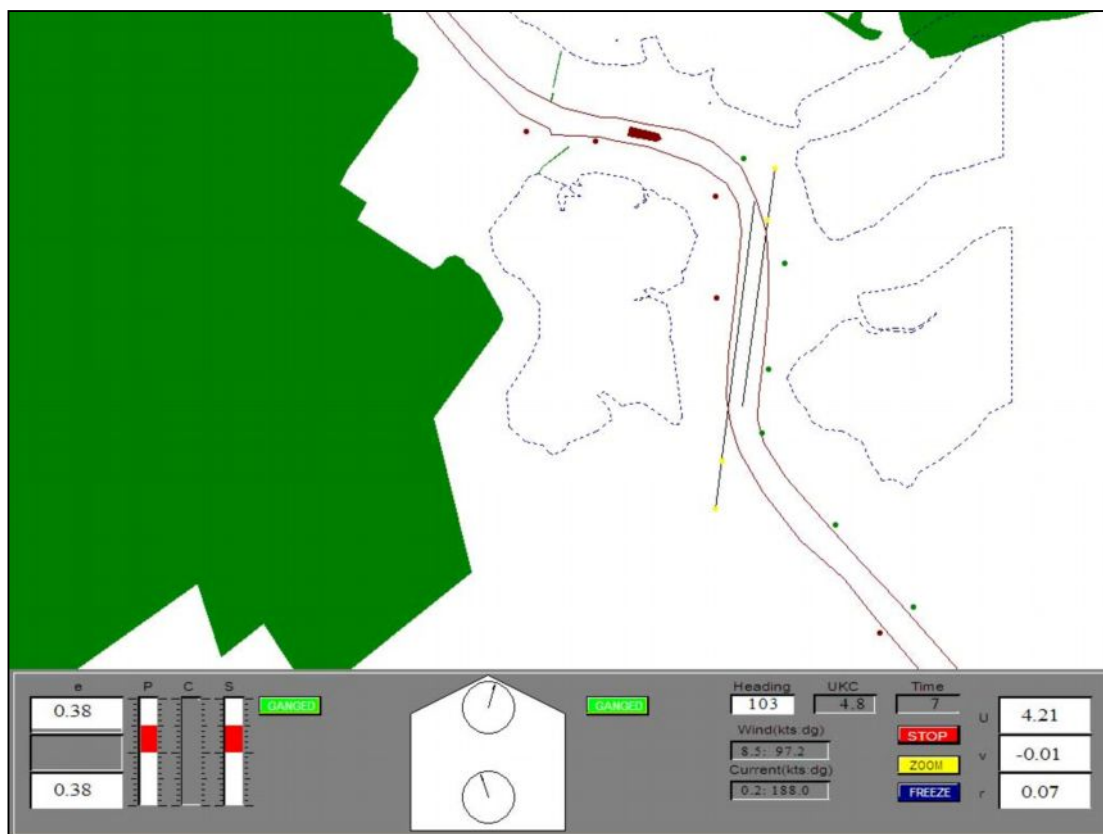 e P C S
GANGED
GANGED
Heading UKC Time
0.38
103 4.8 7
U 4.21
Wind(kts:dg)
STOP
8.5: 97.2
v -0.01
ZOOM
Current(kts:dg)
0.38
0.2: 188.0
FREEZE
r 0.07